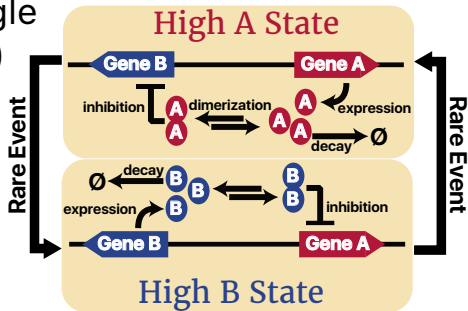 gle
)
High A State
Gene B
Gene A
inhibition
A
A
dimerization
A
A
A
expression
decay
Ø
Rare Event
Rare Event
Ø
decay
B
B
B
expression
B
B
inhibition
Gene B
Gene A
High B State